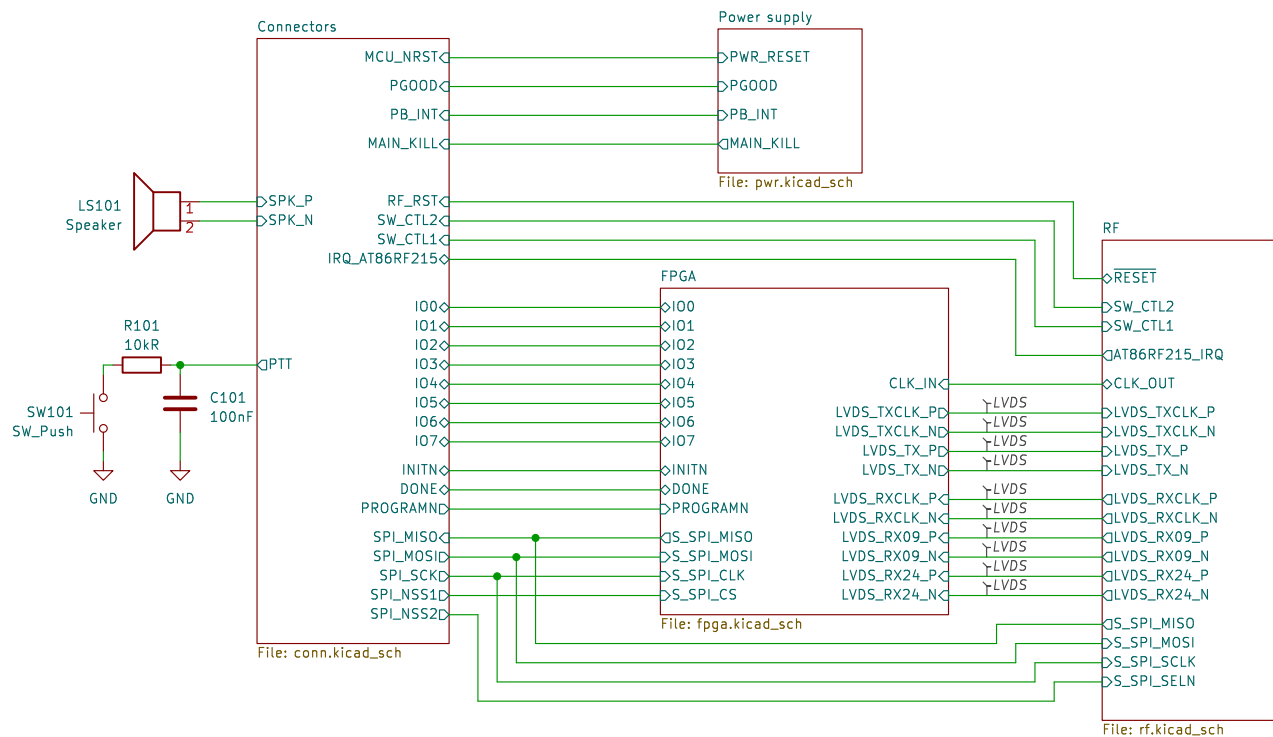 Connectors
MCU_NRST
PGOOD
PB_INT
MAIN_KILL
SPK_P
SPK_N
RF_RST
SW_CTL2
SW_CTL1
IRQ_AT86RF215
IO0
IO1
IO2
IO3
IO4
IO5
IO6
IO7
PTT
INITN
DONE
PROGRAMN
SPI_MISO
SPI_MOSI
SPI_SCK
SPI_NSS1
SPI_NSS2
File: conn.kicad_sch
LS101
Speaker
1
2
R101
10kR
SW101
SW_Push
C101
100nF
GND
GND
Power supply
PWR_RESET
PGOOD
PB_INT
MAIN_KILL
File: pwr.kicad_sch
FPGA
IO0
IO1
IO2
IO3
IO4
IO5
IO6
IO7
INITN
DONE
PROGRAMN
S_SPI_MISO
S_SPI_MOSI
S_SPI_CLK
S_SPI_CS
CLK_IN
LVDS_TXCLK_P
LVDS_TXCLK_N
LVDS_TX_P
LVDS_TX_N
LVDS_RXCLK_P
LVDS_RXCLK_N
LVDS_RX09_P
LVDS_RX09_N
LVDS_RX24_P
LVDS_RX24_N
File: fpga.kicad_sch
LVDS
LVDS
LVDS
LVDS
LVDS
LVDS
LVDS
LVDS
LVDS
LVDS
RF
RESET
SW_CTL2
SW_CTL1
AT86RF215_IRQ
CLK_OUT
LVDS_TXCLK_P
LVDS_TXCLK_N
LVDS_TX_P
LVDS_TX_N
LVDS_RXCLK_P
LVDS_RXCLK_N
LVDS_RX09_P
LVDS_RX09_N
LVDS_RX24_P
LVDS_RX24_N
S_SPI_MISO
S_SPI_MOSI
S_SPI_SCLK
S_SPI_SELN
File: rf.kicad_sch